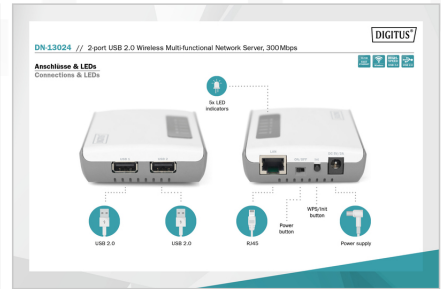 DIGITUS®
DN-13024 // 2-port USB 2.0 Wireless Multi-functional Network Server, 300 Mbps
Anschlüsse & LEDs
Connections & LEDs
5x LED
indicators
USB 2.0
USB 2.0
RJ45
Power
button
WPS/Init
button
Power supply
LAN